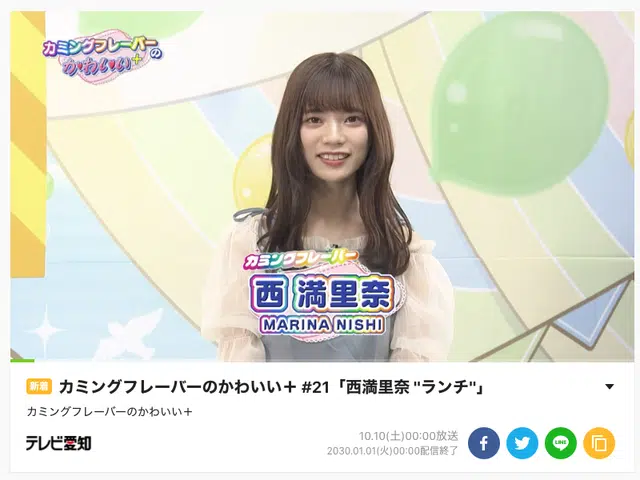 カミングフレーバーの
かわいい+
カミングフレーバー
西 満里奈
MARINA NISHI
新着 カミングフレーバーのかわいい＋ #21「西満里奈 "ランチ"」
カミングフレーバーのかわいい＋
テレビ愛知
10.10(土)00:00放送
2030.01.01(火)00:00配信終了
LINE